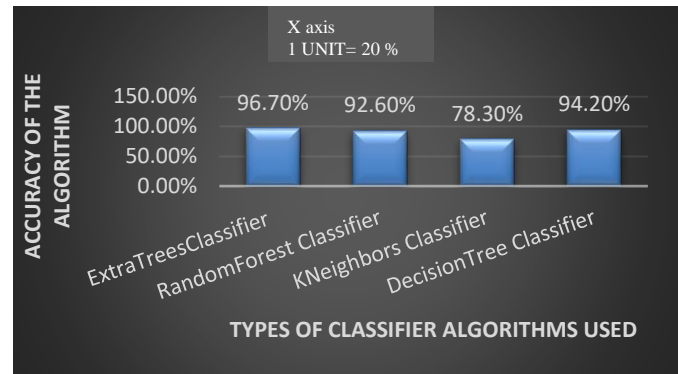 X axis
1 UNIT= 20 %
ACCURACY OF THE
ALGORITHM
150.00%
100.00%
50.00%
0.00%
96.70%
92.60%
78.30%
94.20%
ExtraTreesClassifier
RandomForest Classifier
KNeighbors Classifier
DecisionTree Classifier
TYPES OF CLASSIFIER ALGORITHMS USED